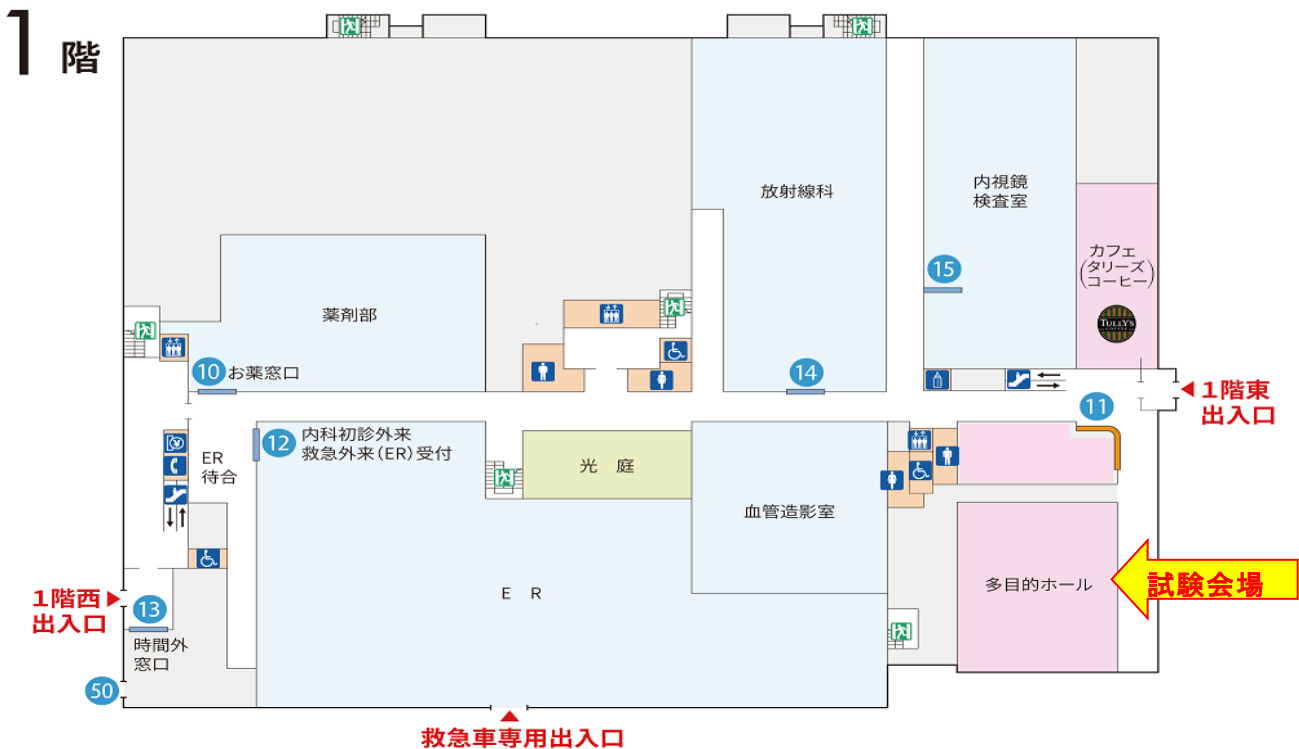 1 階
放射線科
内視鏡
検査室
15
カフェ
(タリーズ
コーヒー)
TULLY'S
COFFEE
薬剤部
10 お薬窓口
14
11
1階東
出入口
12 内科初診外来
救急外来(ER)受付
ER
待合
光 庭
血管造影室
E R
多目的ホール
試験会場
1階西
出入口
13
時間外
窓口
50
救急車専用出入口